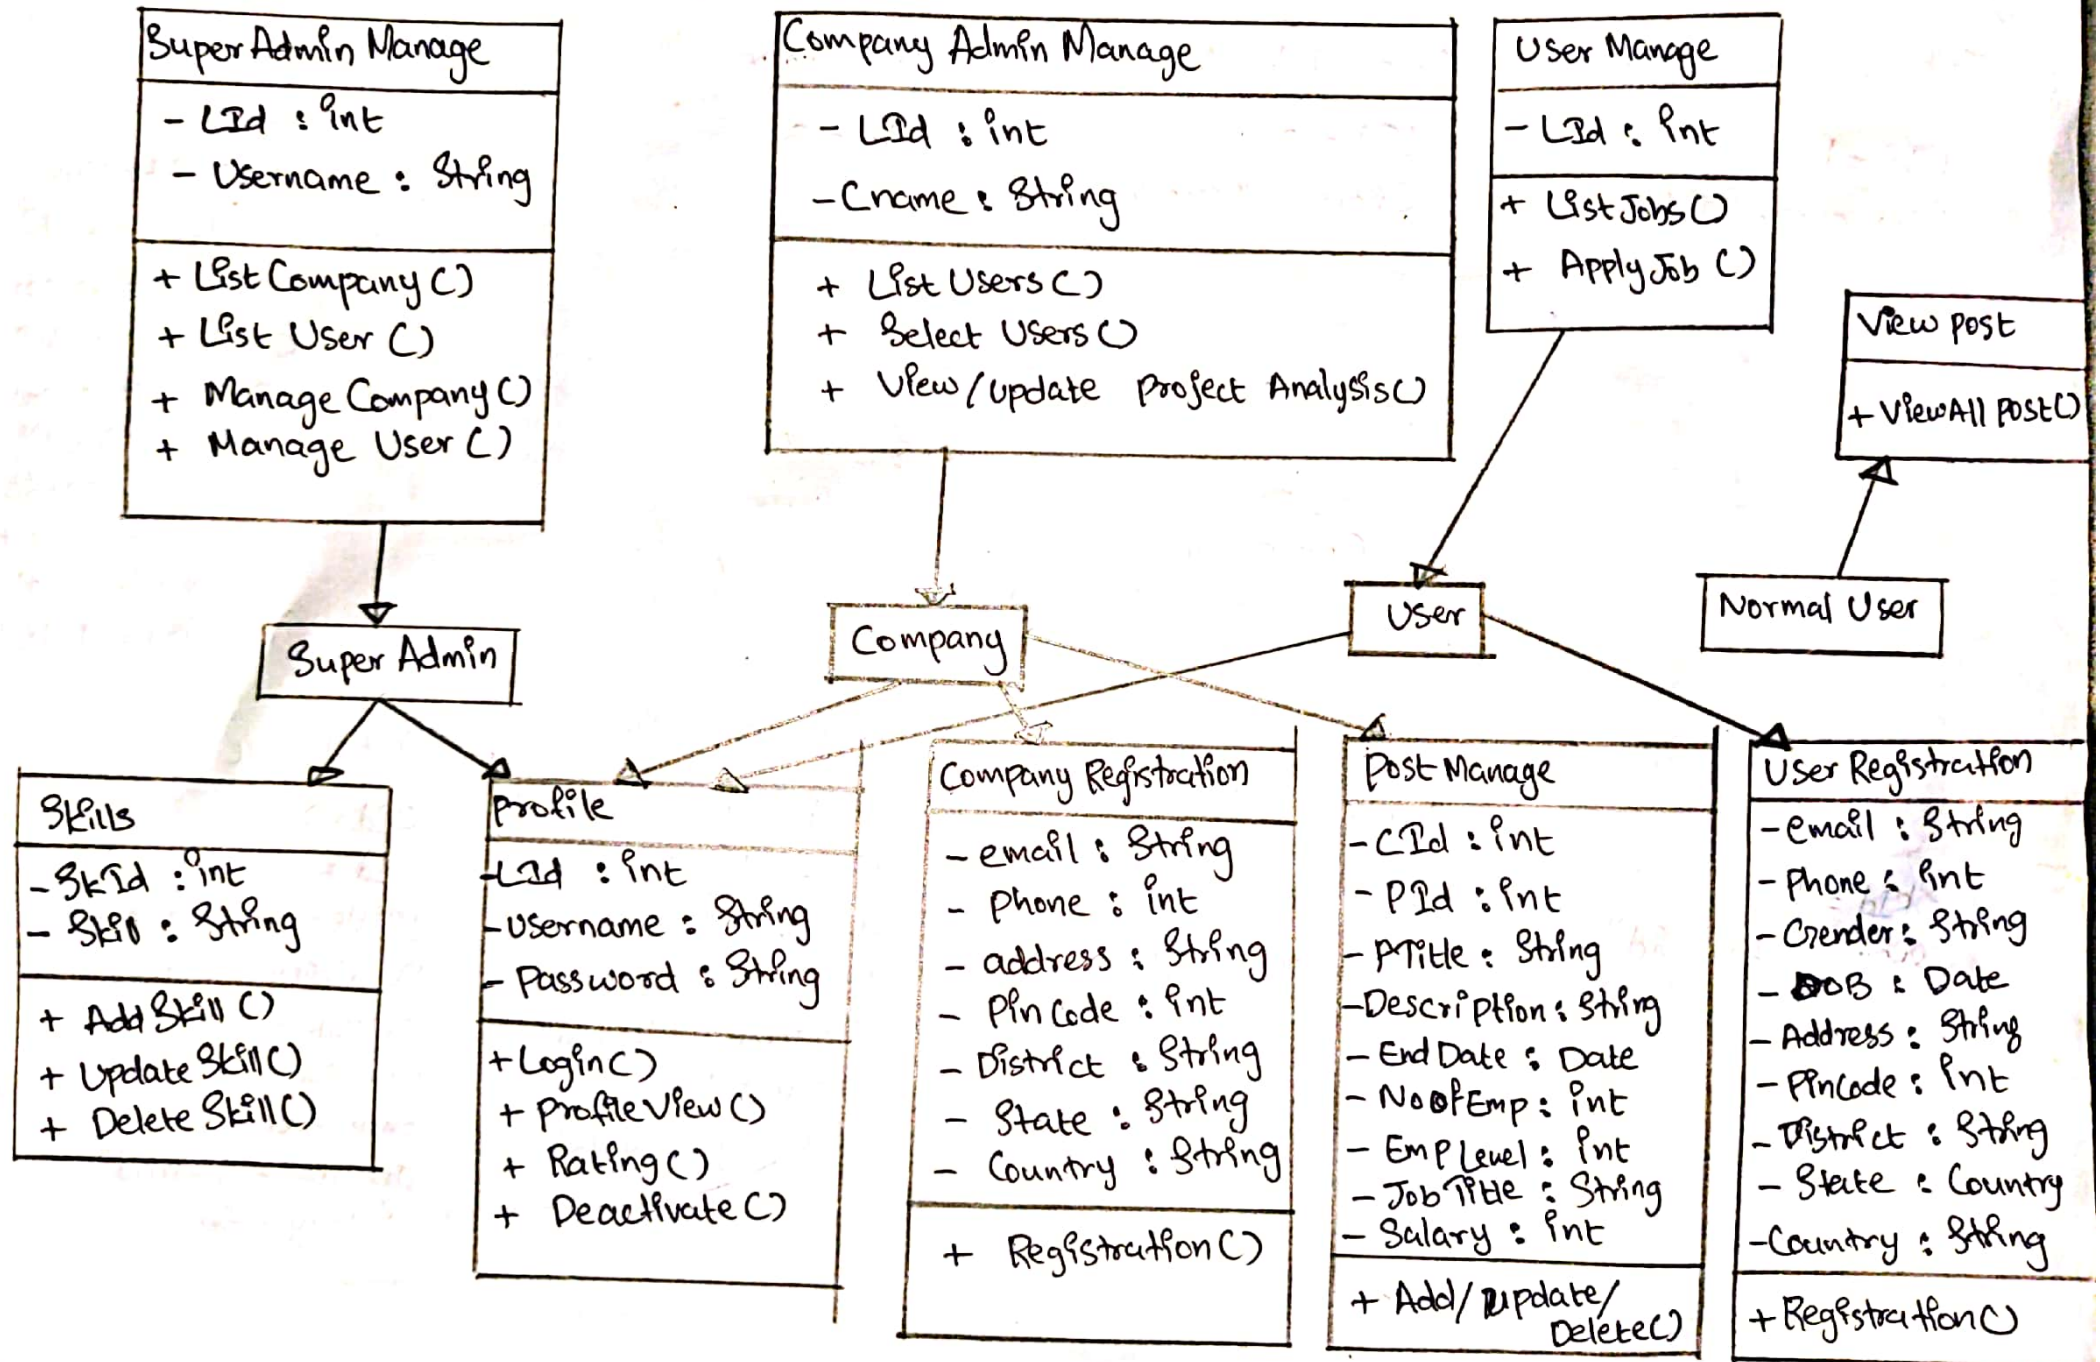 Super Admin Manage
- LId : int
- Username : String
+ List Company ()
+ List User ()
+ Manage Company ()
+ Manage User ()
Company Admin Manage
- LId : int
- Cname : String
+ List Users ()
+ Select Users ()
+ View/update project Analysis()
User Manage
- LId : int
+ List Jobs ()
+ Apply Job ()
View post
+ ViewAll post()
Super Admin
Company
User
Normal User
Skills
- SkId : int
- Skill : String
+ Add Skill ()
+ Update Skill()
+ Delete Skill()
profile
- LId : int
- Username : String
- Password : String
+ Login()
+ profile View ()
+ Rating()
+ Deactivate ()
Company Registration
- email : String
- Phone : int
- address : String
- Pin Code : int
- District : String
- State : String
- Country : String
+ Registration ()
Post Manage
- CId : int
- PId : int
- PTitle : String
- Description : String
- End Date : Date
- NoOfEmp : int
- Emp Level : int
- Job Title : String
- Salary : int
+ Add/update/
Delete()
User Registration
- email : String
- Phone : int
- Gender : String
- DOB : Date
- Address : String
- PinCode : int
- District : String
- State : Country
- Country : String
+ Registration ()